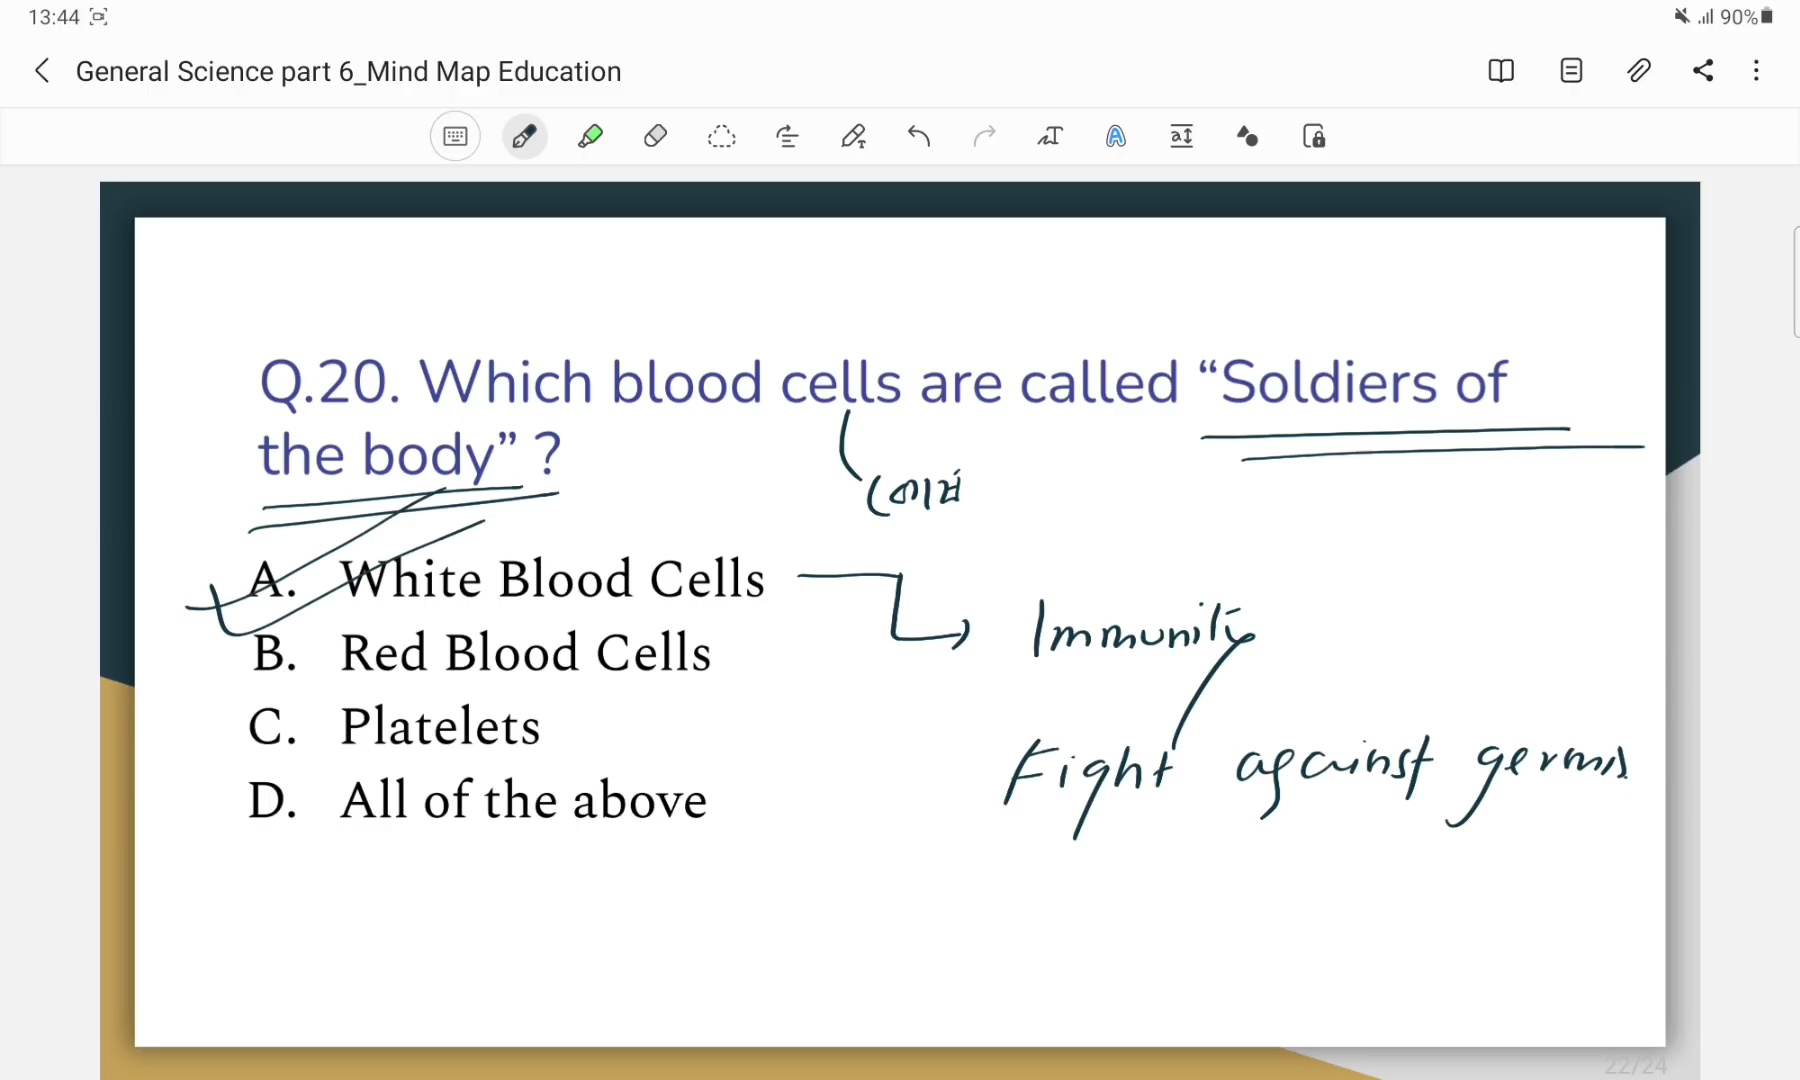 13:44
90%
General Science part 6_Mind Map Education
Q.20. Which blood cells are called “Soldiers of
the body” ?
A. White Blood Cells
B. Red Blood Cells
C. Platelets
D. All of the above
Immunity
Fight against germs
22/24